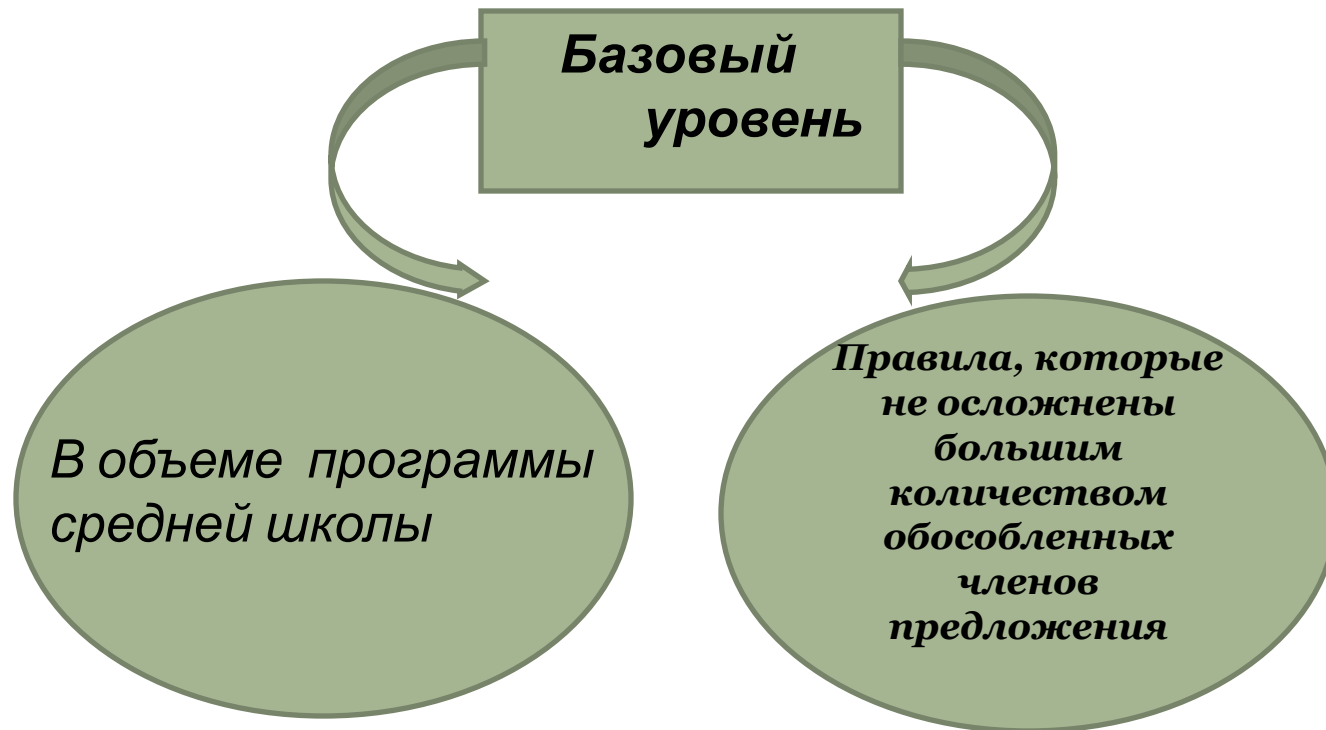 Базовый
уровень
В объеме программы
средней школы
Правила, которые
не осложнены
большим
количеством
обособленных
членов
предложения